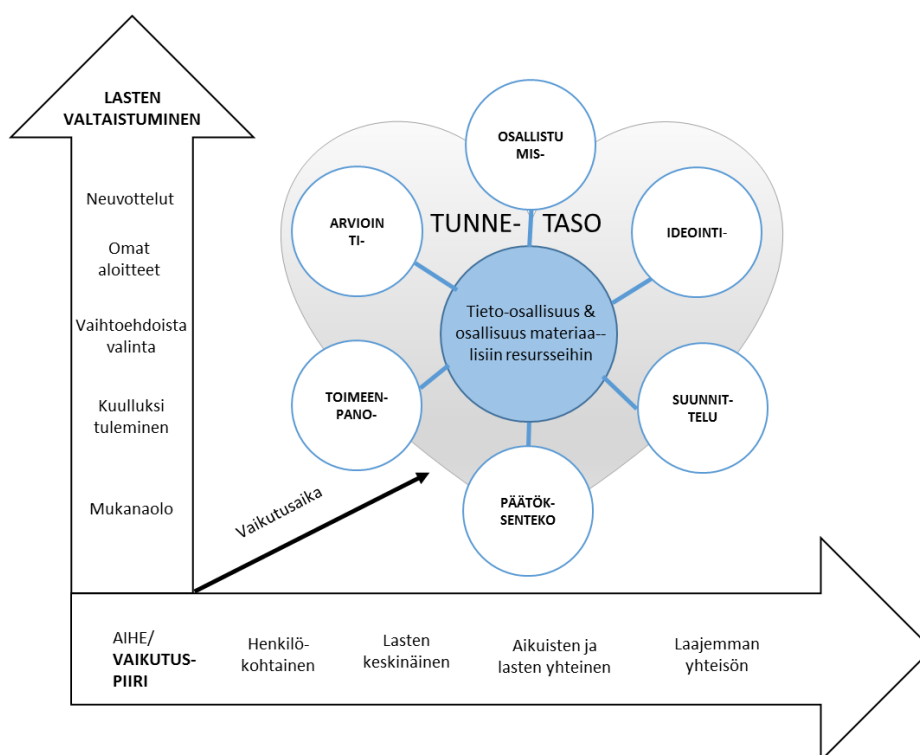 LASTEN
VALTAISTUMINEN
Neuvottelut
Omat
aloitteet
Vaihtoehdoista
valinta
Kuulluksi
tuleminen
Mukanaolo
OSALLISTU
MIS-
ARVIOIN
TI-
TUNNE- TASO
IDEOINTI-
Tieto-osallisuus &
osallisuus materiaa--
lisiin resursseihin
TOIMEEN-
PANO-
SUUNNIT-
TELU
PÄÄTÖK-
SENTEKO
Vaikutusaika
AIHE/
VAIKUTUS-
PIIRI
Henkilö-
kohtainen
Lasten
keskinäinen
Aikuisten ja
lasten yhteinen
Laajemman
yhteisön